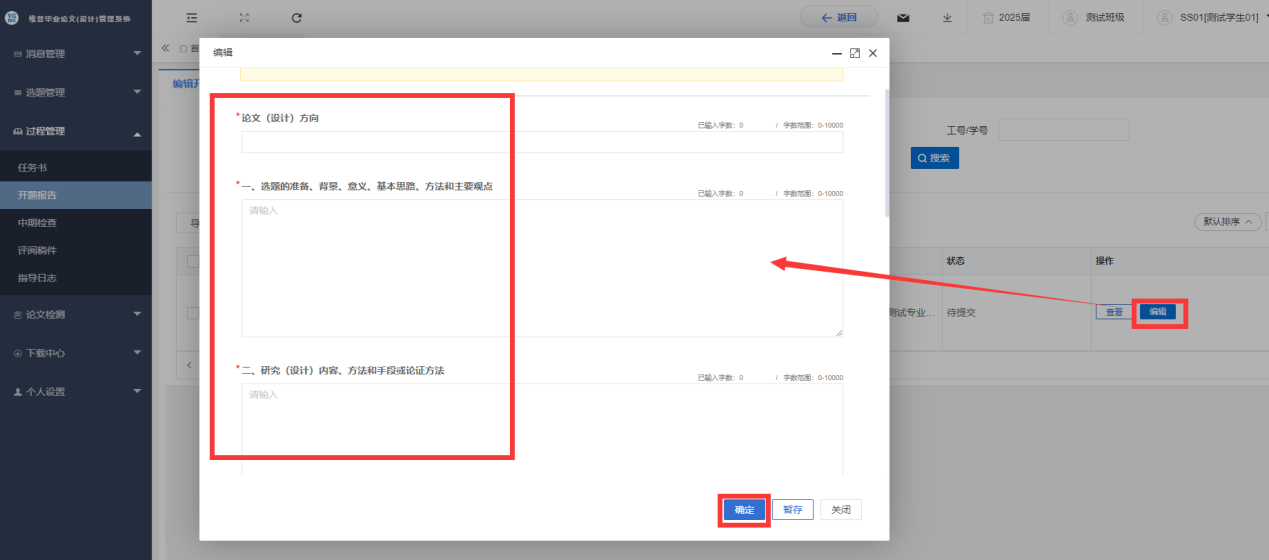 维普毕业论文(设计)管理系统
返回
2025届
测试班级
SS01[测试学生01]
消息管理
选题管理
过程管理
任务书
开题报告
中期检查
评阅稿件
指导日志
论文检测
下载中心
个人设置
首
编辑开
编辑
*论文（设计）方向
已输入字数：0 / 字数范围：0-10000
*一、选题的准备、背景、意义、基本思路、方法和主要观点
已输入字数：0 / 字数范围：0-10000
请输入
*二、研究（设计）内容、方法和手段或论证方法
已输入字数：0 / 字数范围：0-10000
请输入
确定
暂存
关闭
工号/学号
搜索
导
默认排序
状态
操作
测试专业...
待提交
查看
编辑